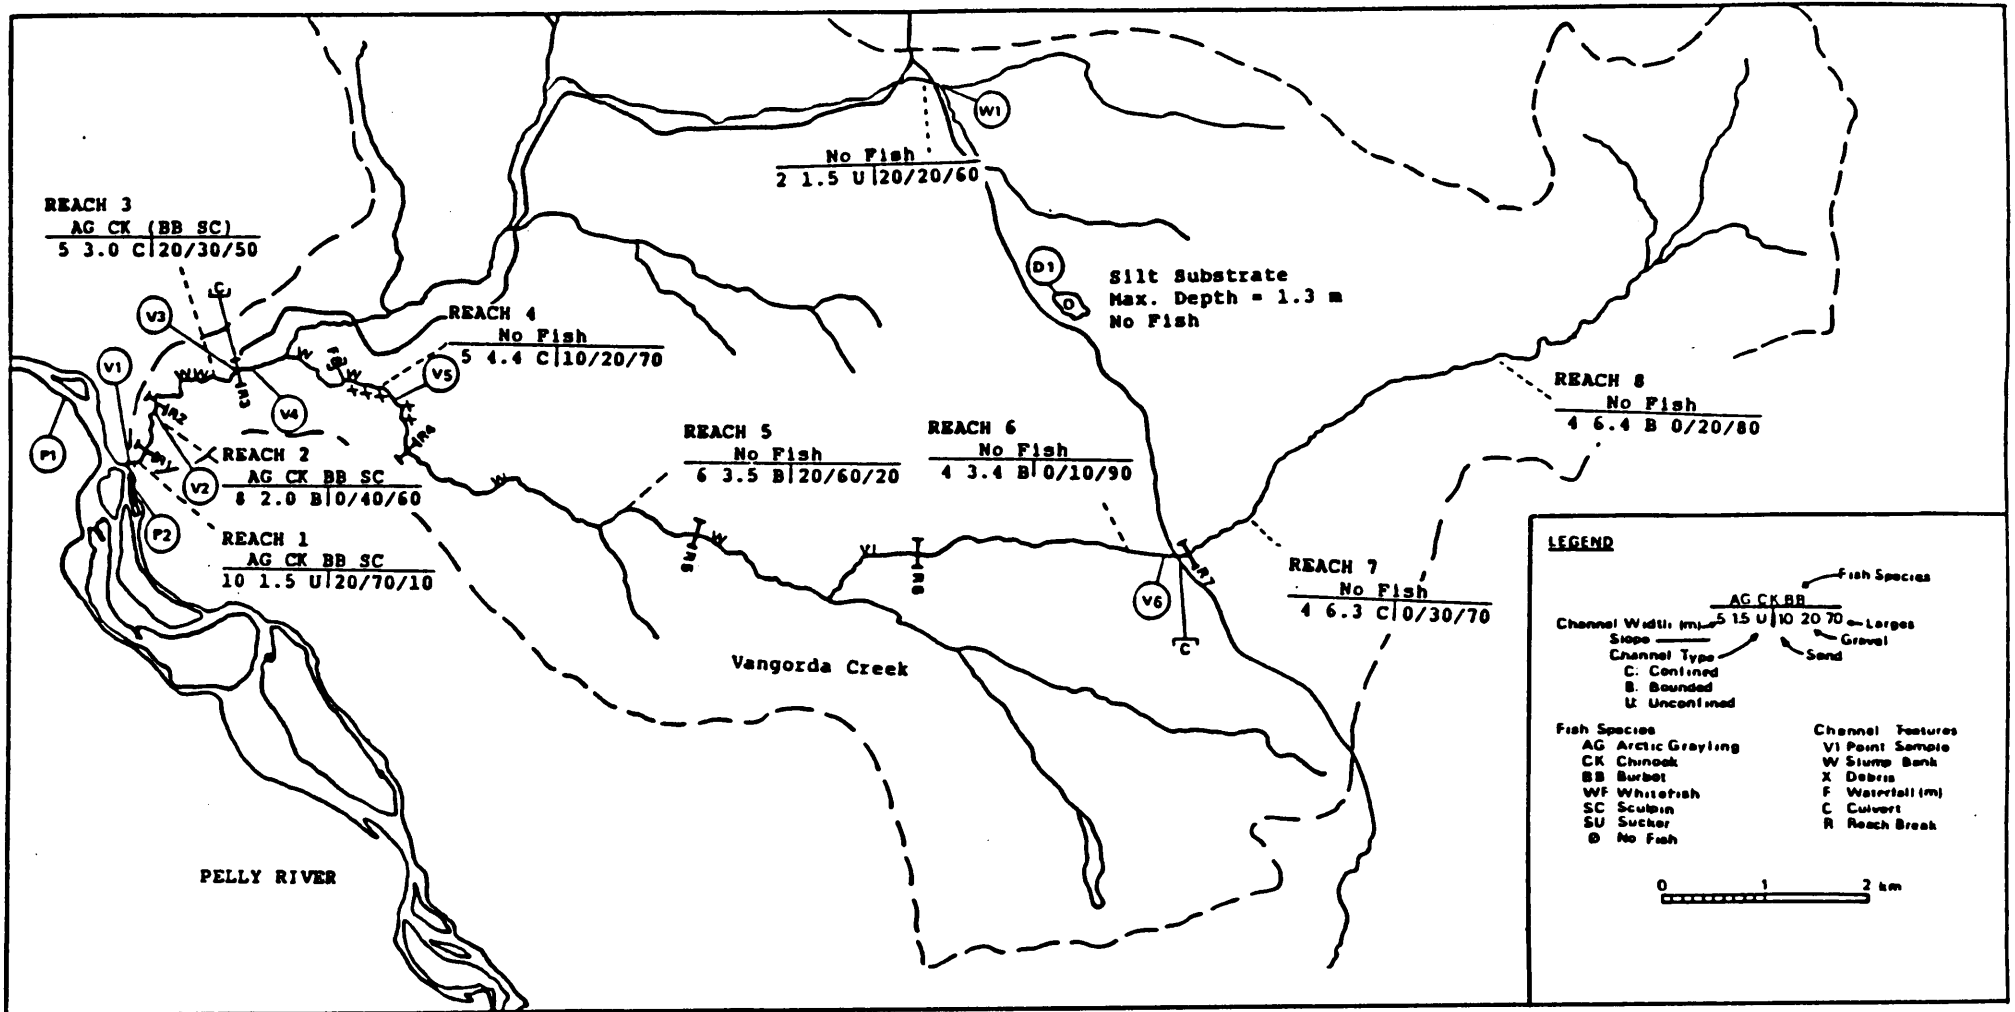 W1
No Fish
2 1.5 U|20/20/60
REACH 3
AG CK (BB SC)
5 3.0 C|20/30/50
C
V3
D1
O
Silt Substrate
Max. Depth = 1.3 m
No Fish
REACH 4
No Fish
5 4.4 C|10/20/70
V1
W
W
W W
X X X
X X
V5
R3
V4
R2
R4
P1
R1
REACH 2
AG CK BB SC
8 2.0 B|0/40/60
V2
P2
REACH 1
AG CK BB SC
10 1.5 U|20/70/10
W
REACH 5
No Fish
6 3.5 B|20/60/20
R5
W
REACH 6
No Fish
4 3.4 B|0/10/90
R6
V6
R7
C
REACH 7
No Fish
4 6.3 C|0/30/70
REACH 8
No Fish
4 6.4 B 0/20/80
Vangorda Creek
PELLY RIVER
LEGEND
Fish Species
AG CK BB
Channel Width (m) 5 1.5 U|10 20 70 Larges
Slope
Gravel
Channel Type
Sand
C: Confined
B: Bounded
U: Unconfined
Fish Species
AG Arctic Grayling
CK Chinook
BB Burbot
WF Whitefish
SC Sculpin
SU Sucker
Ø No Fish
Channel Features
V1 Point Sample
W Slump Bank
X Debris
F Waterfall (m)
C Culvert
R Reach Break
0 1 2 km